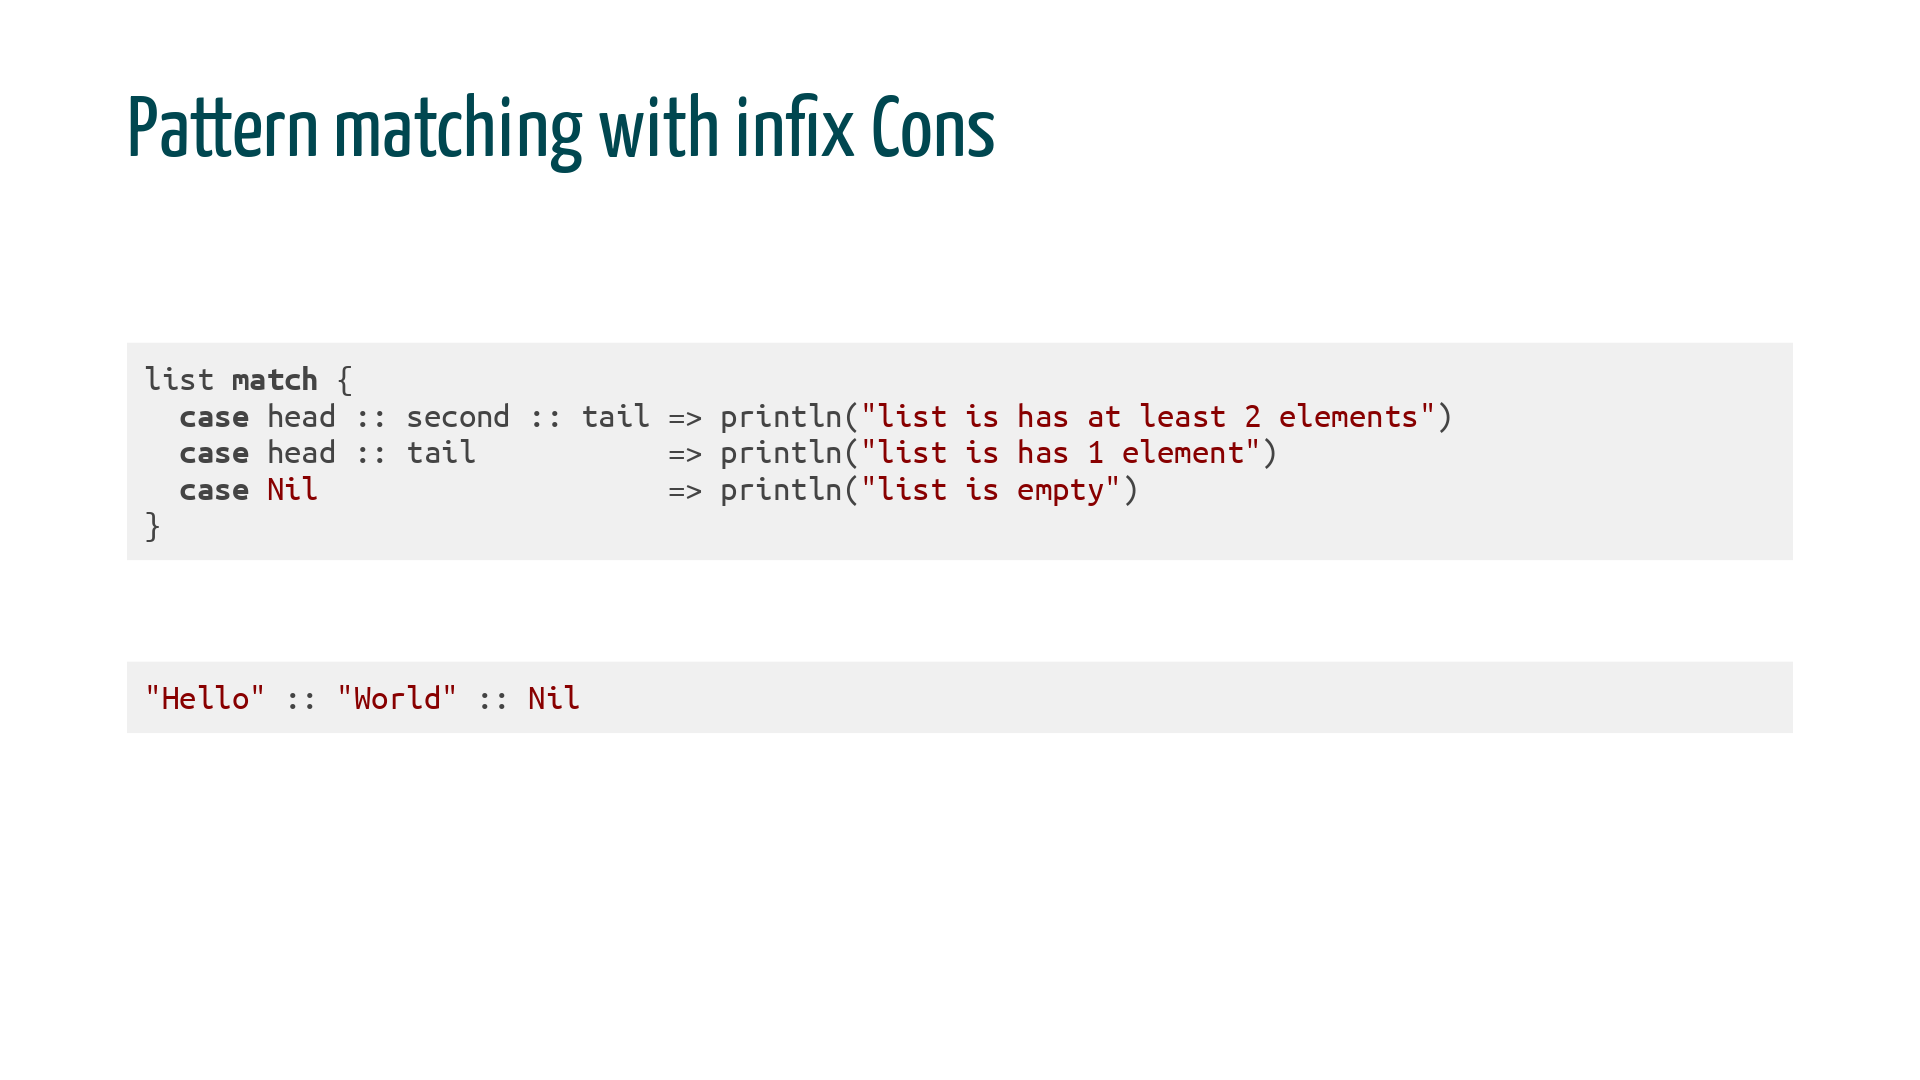 Pattern matching with infix Cons
list match {
  case head :: second :: tail => println("list is has at least 2 elements")
  case head :: tail           => println("list is has 1 element")
  case Nil                    => println("list is empty")
}
"Hello" :: "World" :: Nil